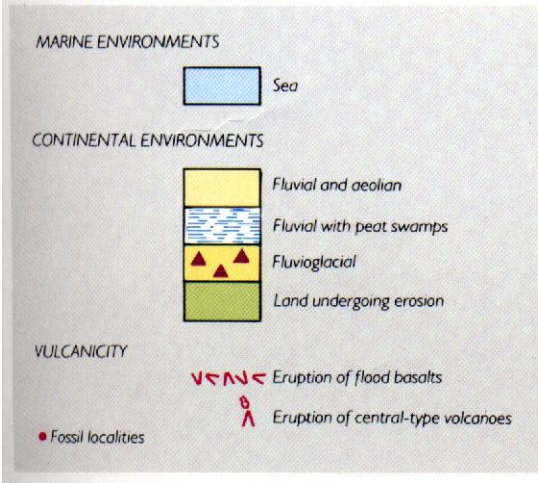 MARINE ENVIRONMENTS
Sea
CONTINENTAL ENVIRONMENTS
Fluvial and aeolian
Fluvial with peat swamps
Fluvioglacial
Land undergoing erosion
VULCANICITY
Eruption of flood basalts
Eruption of central-type volcanoes
Fossil localities